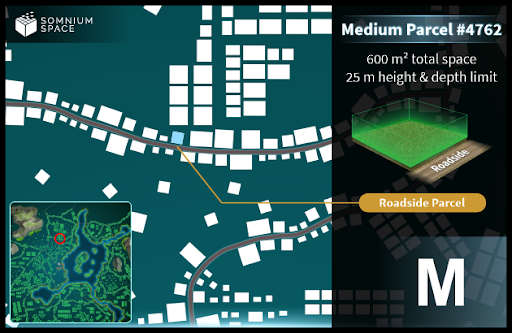 SOMNIUM
SPACE
Medium Parcel #4762
600 m² total space
25 m height & depth limit
Roadside
Roadside Parcel
M